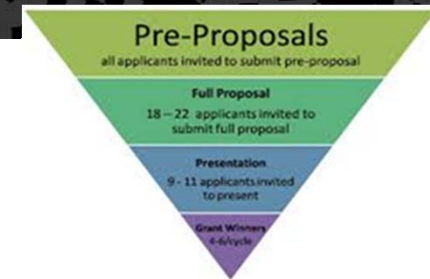 Pre-Proposals
all applicants invited to submit pre-proposal
Full Proposal
18 – 22 applicants invited to
submit full proposal
Presentation
9 - 11 applicants invited
to present
Grant Winners
4-6/cycle